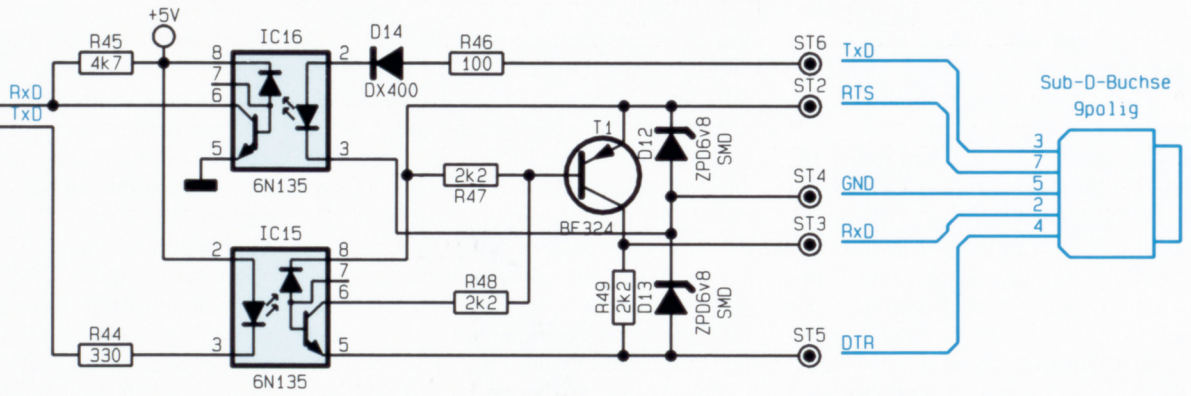 +5V
R45
4k7
IC16
8
7
6
5
2
3
6N135
D14
DX400
R46
100
ST6
TxD
ST2
RTS
RxD
TxD
Sub-D-Buchse
9polig
T1
D12
ZPD6v8
SMD
2k2
R47
BF324
ST4
GND
ST3
RxD
3
7
5
2
4
IC15
2
3
8
7
6
5
6N135
R48
2k2
R49
2k2
D13
ZPD6v8
SMD
R44
330
ST5
DTR